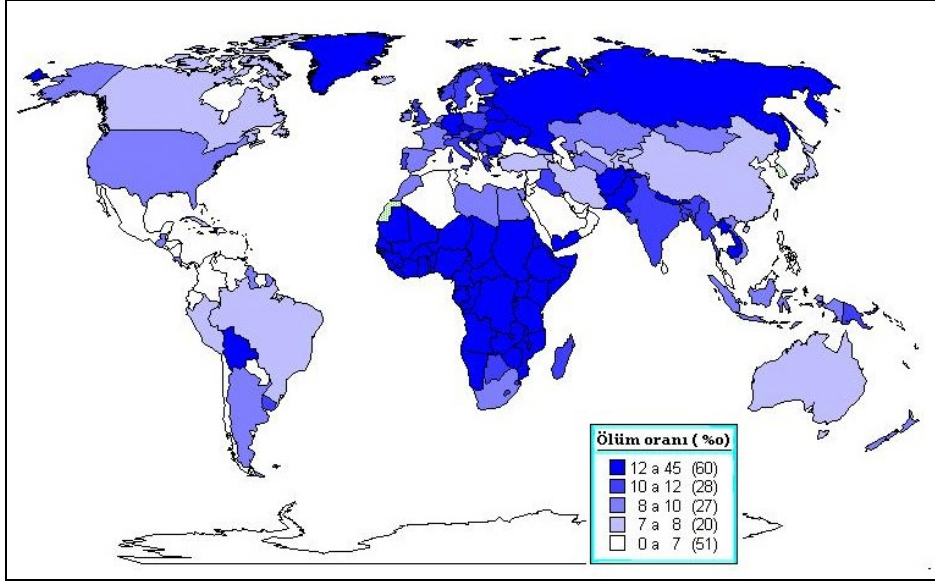 Ölüm oranı ( %o)
12 a 45 (60)
10 a 12 (28)
8 a 10 (27)
7 a 8 (20)
0 a 7 (51)